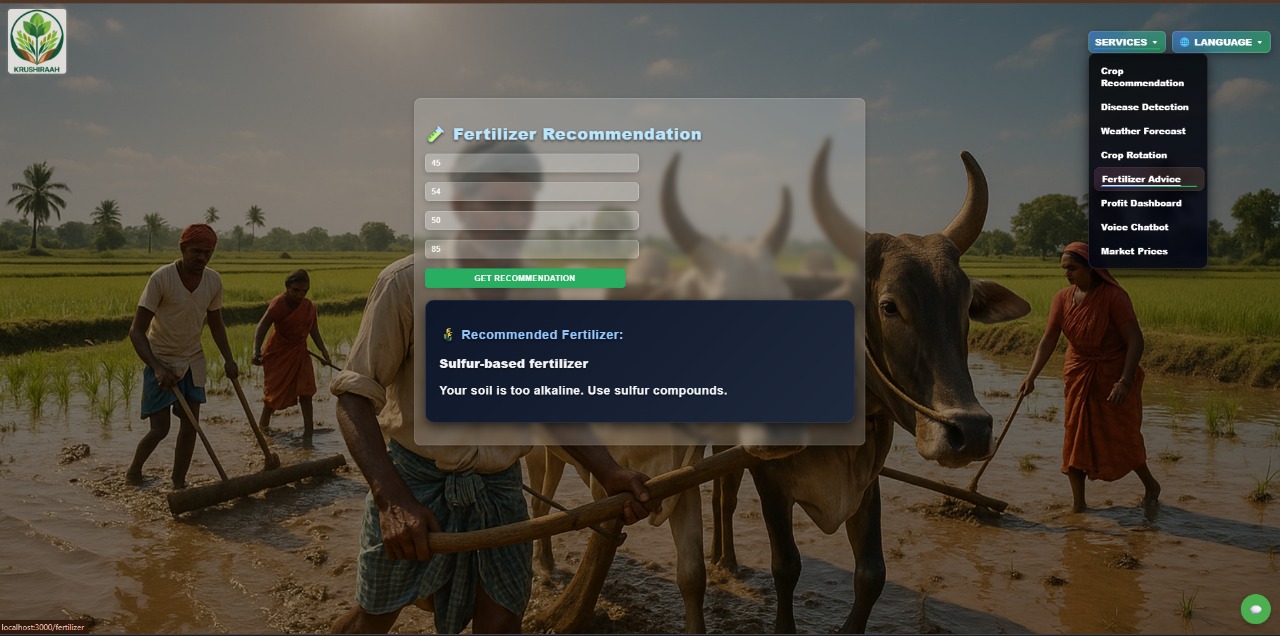 KRUSHIRAAH
SERVICES
LANGUAGE
Crop
Recommendation
Disease Detection
Weather Forecast
Crop Rotation
Fertilizer Advice
Profit Dashboard
Voice Chatbot
Market Prices
Fertilizer Recommendation
45
54
50
85
GET RECOMMENDATION
Recommended Fertilizer:
Sulfur-based fertilizer
Your soil is too alkaline. Use sulfur compounds.
localhost:3000/fertilizer